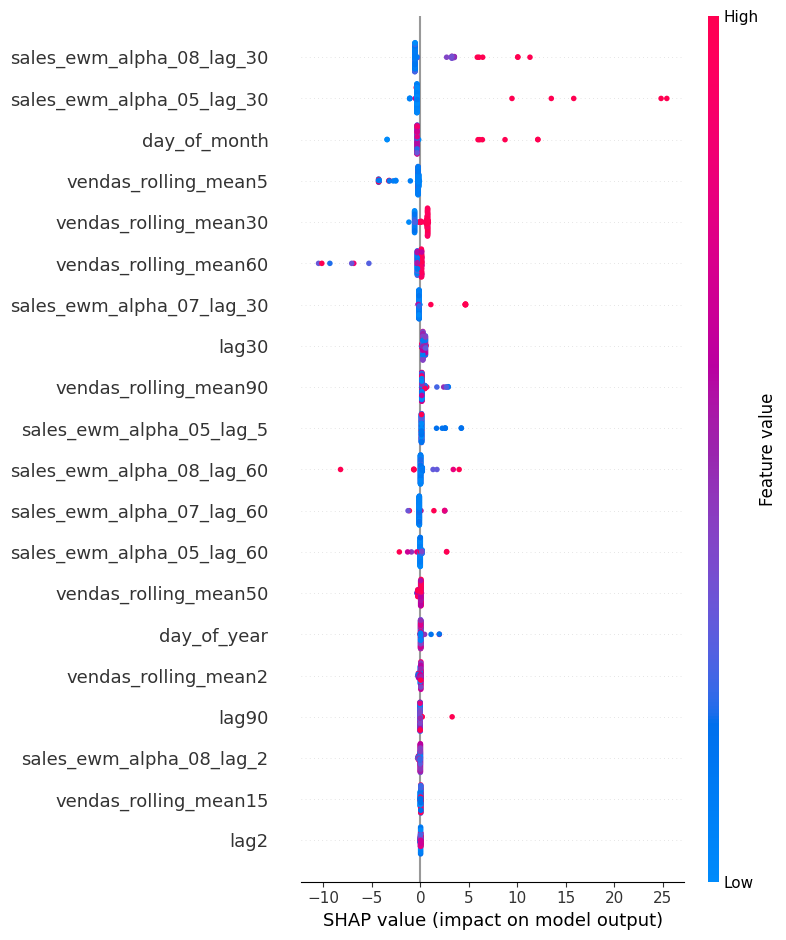 High
sales_ewm_alpha_08_lag_30
sales_ewm_alpha_05_lag_30
day_of_month
vendas_rolling_mean5
vendas_rolling_mean30
vendas_rolling_mean60
sales_ewm_alpha_07_lag_30
lag30
vendas_rolling_mean90
sales_ewm_alpha_05_lag_5
sales_ewm_alpha_08_lag_60
sales_ewm_alpha_07_lag_60
sales_ewm_alpha_05_lag_60
vendas_rolling_mean50
day_of_year
vendas_rolling_mean2
lag90
sales_ewm_alpha_08_lag_2
vendas_rolling_mean15
lag2
Feature value
Low
−10 −5 0 5 10 15 20 25
SHAP value (impact on model output)